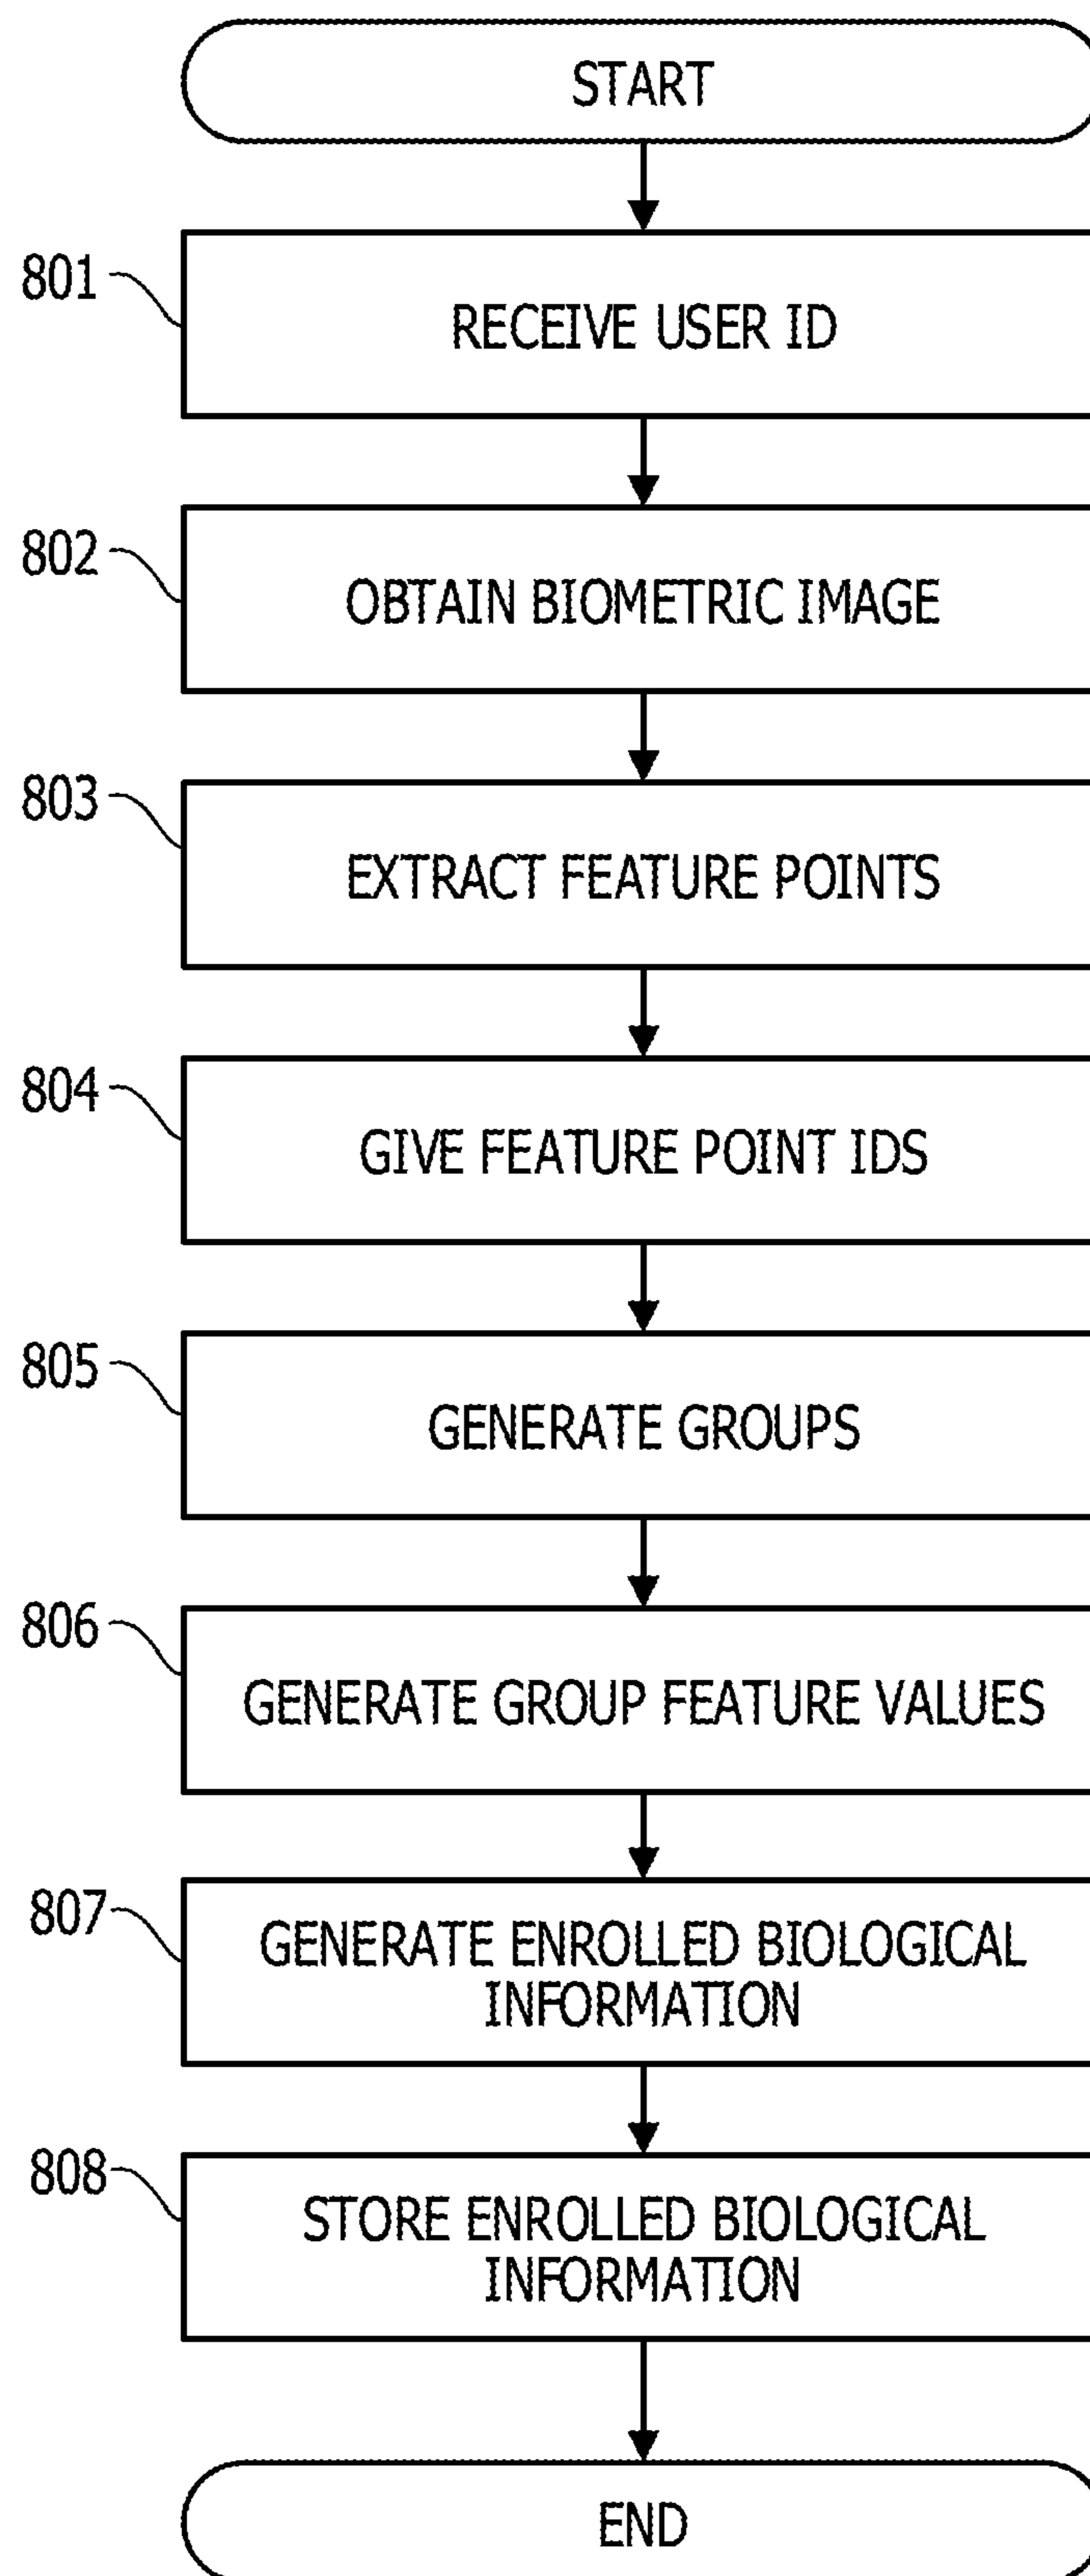 START
801
RECEIVE USER ID
802
OBTAIN BIOMETRIC IMAGE
803
EXTRACT FEATURE POINTS
804
GIVE FEATURE POINT IDS
805
GENERATE GROUPS
806
GENERATE GROUP FEATURE VALUES
807
GENERATE ENROLLED BIOLOGICAL
INFORMATION
808
STORE ENROLLED BIOLOGICAL
INFORMATION
END